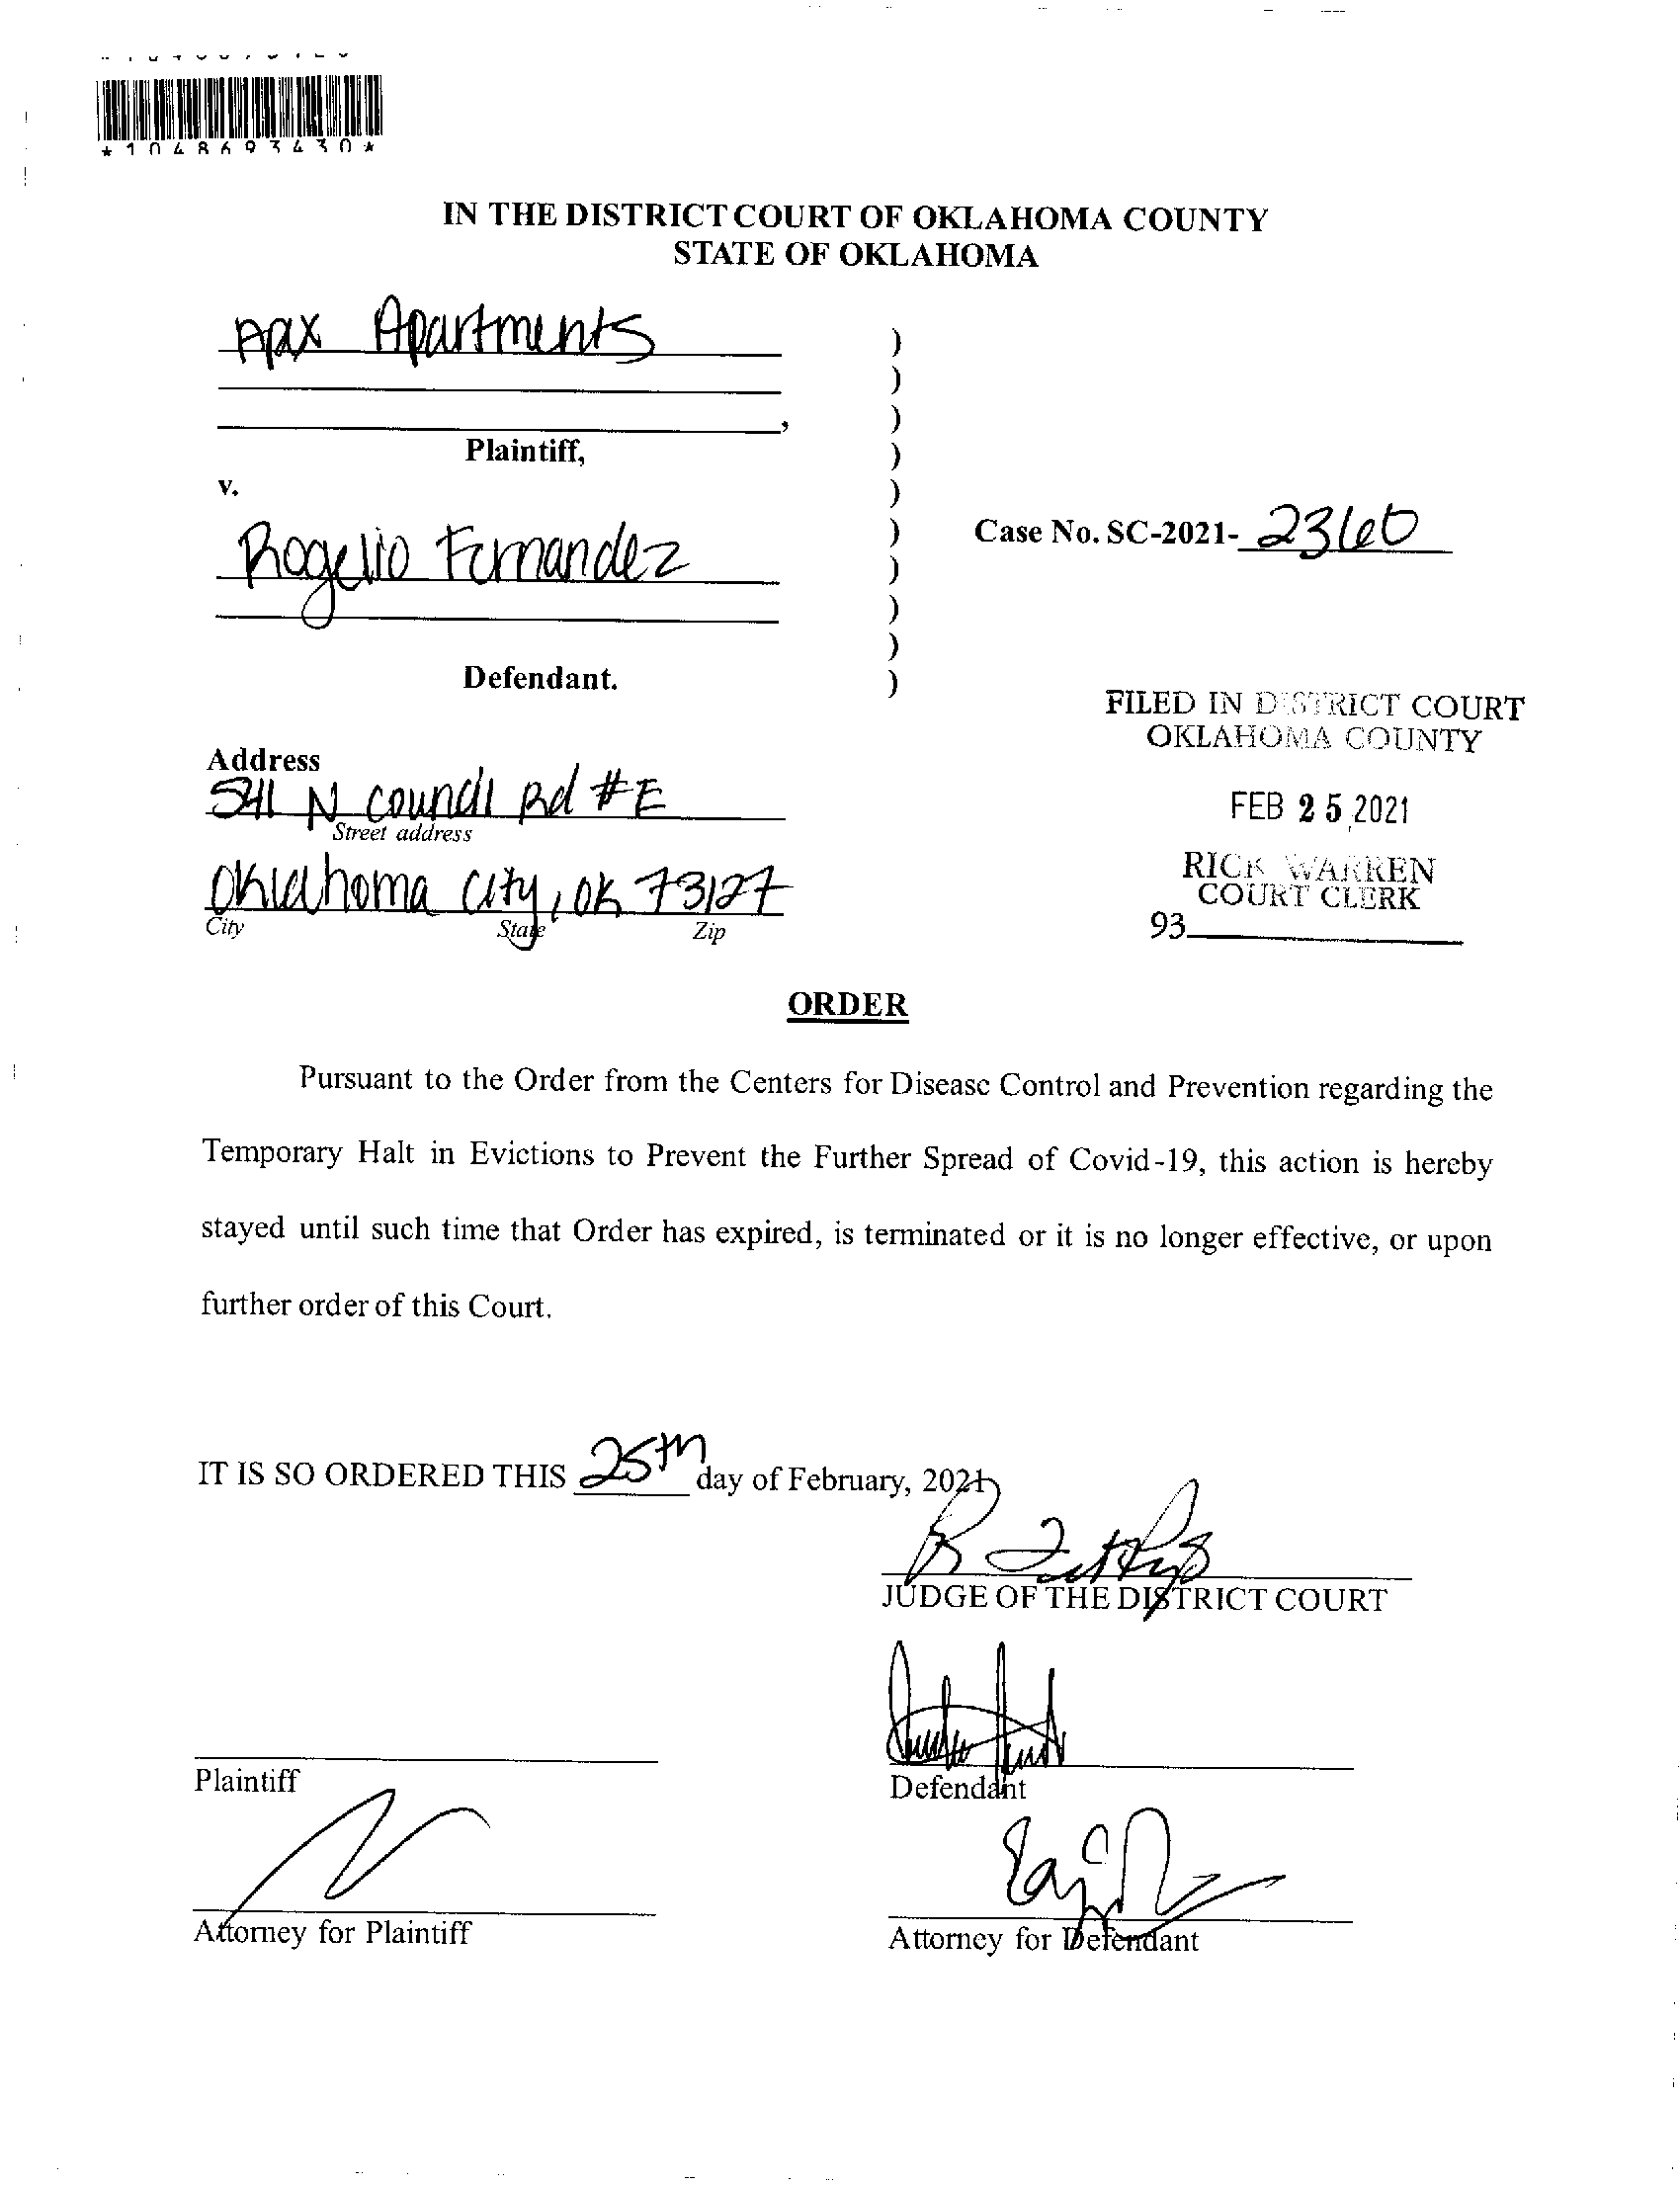 *1048693430*
IN THE DISTRICT COURT OF OKLAHOMA COUNTY
STATE OF OKLAHOMA
Apax Apartments )
)
, )
Plaintiff, )
v. )
Rogelio Fernandez ) Case No. SC-2021- 2360
)
)
)
Defendant. )
FILED IN DISTRICT COURT
OKLAHOMA COUNTY
FEB 25 2021
RICK WARREN
COURT CLERK
93
Address
541 N Council Rd #E
Street address
Oklahoma City, OK 73127
City State Zip
ORDER
Pursuant to the Order from the Centers for Disease Control and Prevention regarding the
Temporary Halt in Evictions to Prevent the Further Spread of Covid-19, this action is hereby
stayed until such time that Order has expired, is terminated or it is no longer effective, or upon
further order of this Court.
IT IS SO ORDERED THIS 25th day of February, 2021
JUDGE OF THE DISTRICT COURT
Plaintiff
Defendant
Attorney for Plaintiff
Attorney for Defendant